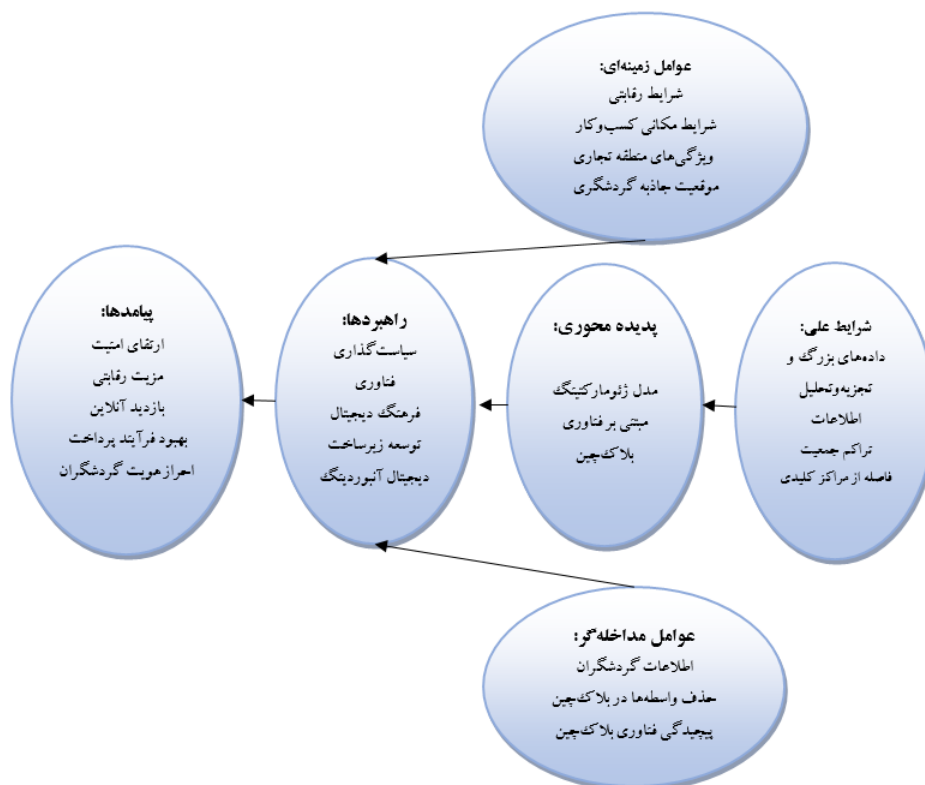 عوامل زمینه‌ای:
شرایط رقابتی
شرایط مکانی کسب‌وکار
ویژگی‌های منطقه تجاری
موقعیت جاذبه گردشگری
شرایط علی:
داده‌های بزرگ و
تجزیه‌وتحلیل
اطلاعات
تراکم جمعیت
فاصله از مراکز کلیدی
پدیده محوری:
مدل ژئومارکتینگ
مبتنی بر فناوری
بلاک‌چین
راهبردها:
سیاست‌گذاری
فناوری
فرهنگ دیجیتال
توسعه زیرساخت
دیجیتال آنبوردینگ
پیامدها:
ارتقای امنیت
مزیت رقابتی
بازدید آنلاین
بهبود فرآیند پرداخت
احراز هویت گردشگران
عوامل مداخله‌گر:
اطلاعات گردشگران
حذف واسطه‌ها در بلاک‌چین
پیچیدگی فناوری بلاک‌چین